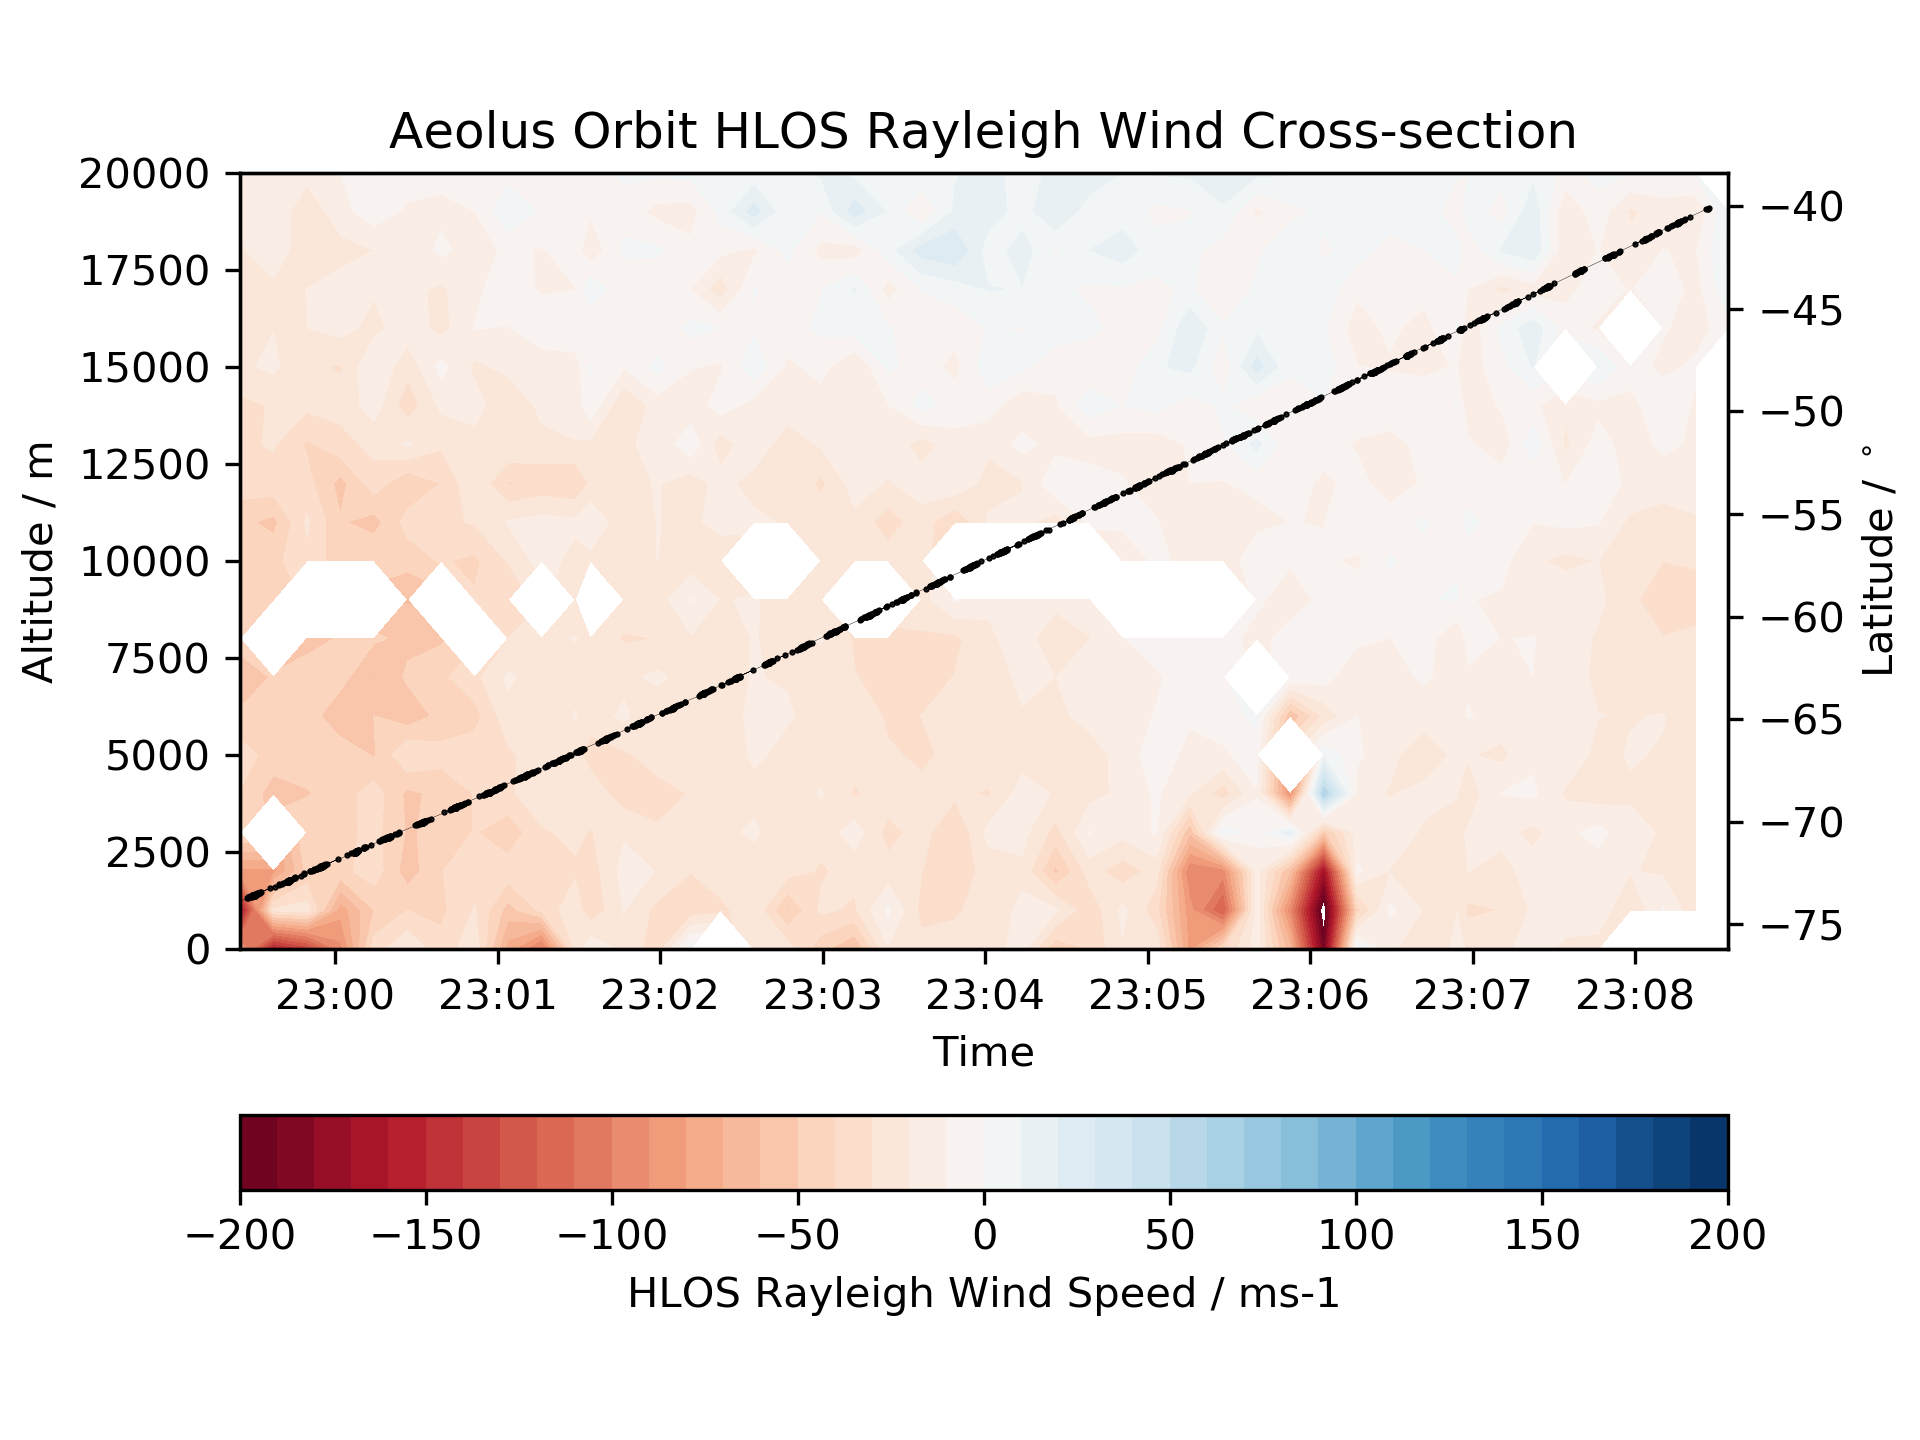 Aeolus Orbit HLOS Rayleigh Wind Cross-section
20000
17500
15000
12500
10000
7500
5000
2500
0
Altitude / m
−40
−45
−50
−55
−60
−65
−70
−75
Latitude / °
23:00 23:01 23:02 23:03 23:04 23:05 23:06 23:07 23:08
Time
−200 −150 −100 −50 0 50 100 150 200
HLOS Rayleigh Wind Speed / ms-1